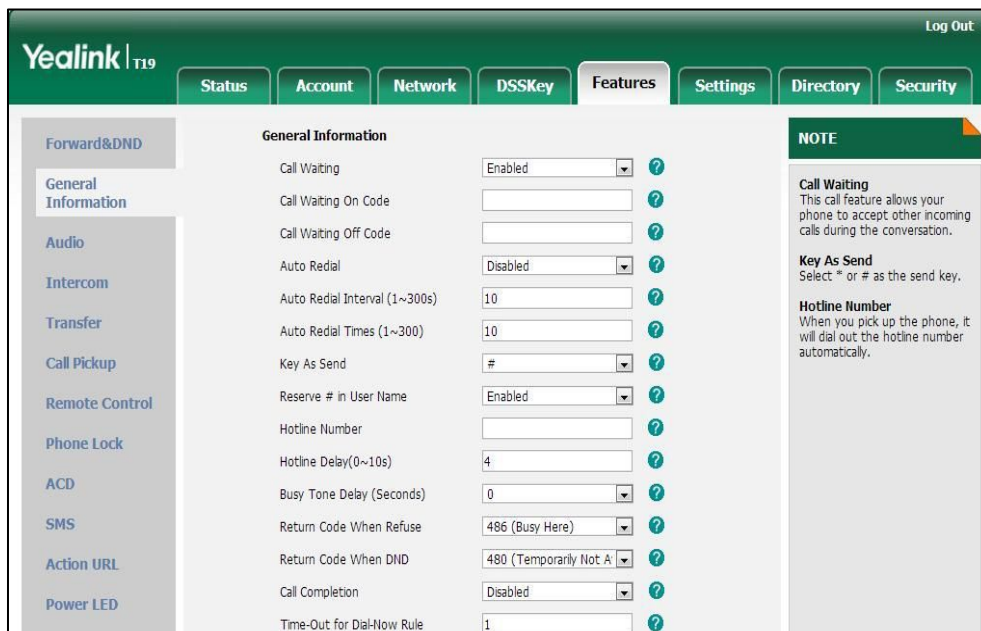 Log Out
Yealink T19
Status Account Network DSSKey Features Settings Directory Security
Forward&DND
General
Information
Audio
Intercom
Transfer
Call Pickup
Remote Control
Phone Lock
ACD
SMS
Action URL
Power LED
General Information
Call Waiting Enabled ?
Call Waiting On Code ?
Call Waiting Off Code ?
Auto Redial Disabled ?
Auto Redial Interval (1~300s) 10 ?
Auto Redial Times (1~300) 10 ?
Key As Send # ?
Reserve # in User Name Enabled ?
Hotline Number ?
Hotline Delay(0~10s) 4 ?
Busy Tone Delay (Seconds) 0 ?
Return Code When Refuse 486 (Busy Here) ?
Return Code When DND 480 (Temporarily Not A ?
Call Completion Disabled ?
Time-Out for Dial-Now Rule 1 ?
NOTE
Call Waiting
This call feature allows your
phone to accept other incoming
calls during the conversation.
Key As Send
Select * or # as the send key.
Hotline Number
When you pick up the phone, it
will dial out the hotline number
automatically.